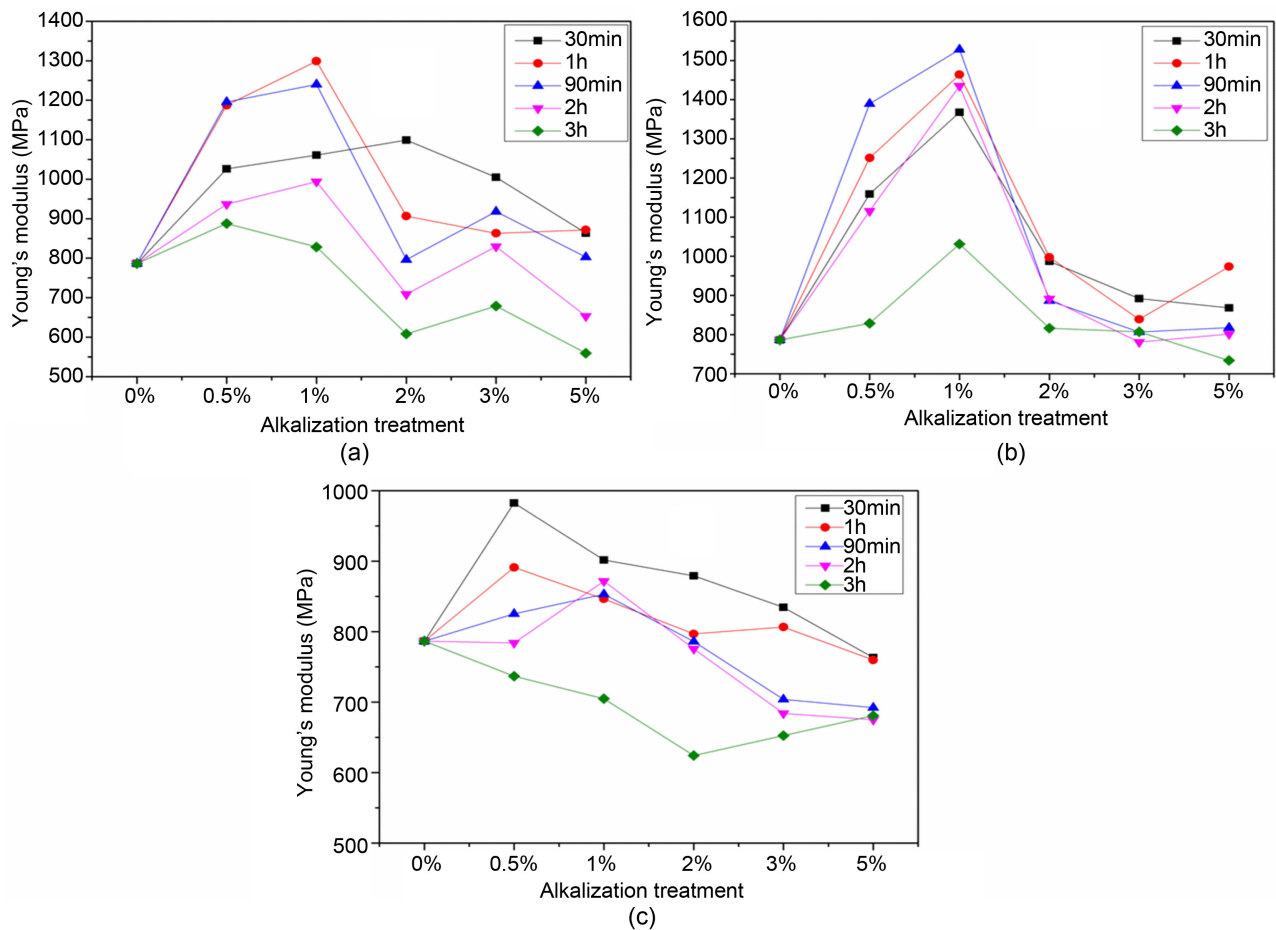 1400
1300
1200
1100
1000
900
800
700
600
500
Young's modulus (MPa)
30min
1h
90min
2h
3h
0% 0.5% 1% 2% 3% 5%
Alkalization treatment
(a)
1600
1500
1400
1300
1200
1100
1000
900
800
700
Young's modulus (MPa)
30min
1h
90min
2h
3h
0% 0.5% 1% 2% 3% 5%
Alkalization treatment
(b)
1000
900
800
700
600
500
Young's modulus (MPa)
30min
1h
90min
2h
3h
0% 0.5% 1% 2% 3% 5%
Alkalization treatment
(c)